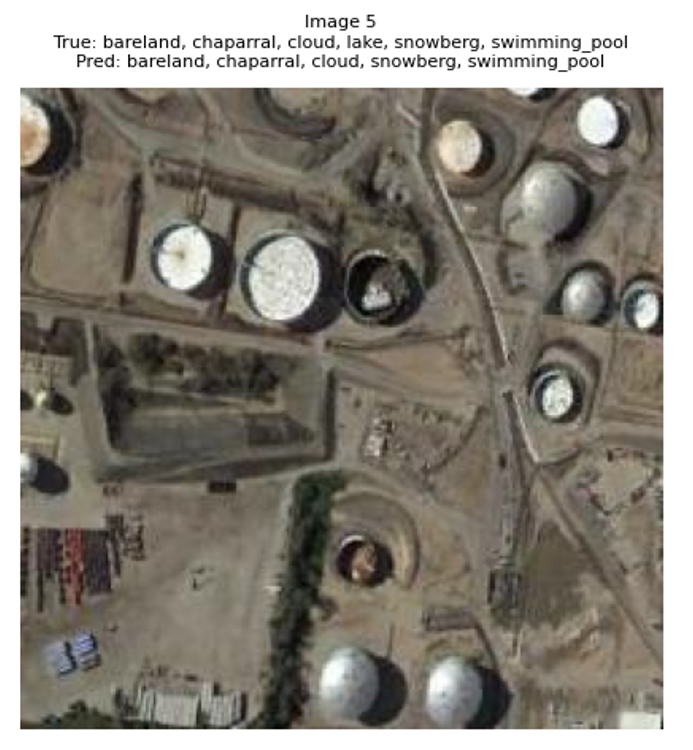 Image 5
True: bareland, chaparral, cloud, lake, snowberg, swimming_pool
Pred: bareland, chaparral, cloud, snowberg, swimming_pool